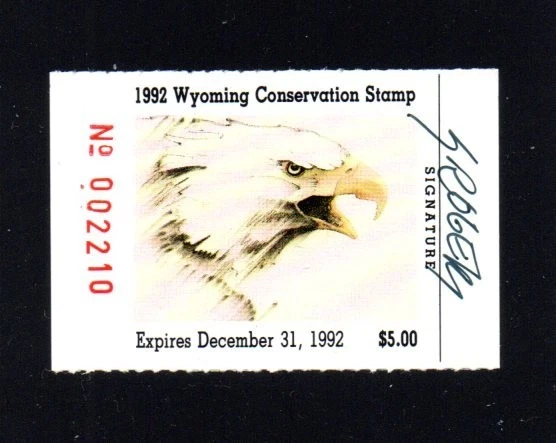 1992 Wyoming Conservation Stamp
No 002210
SIGNATURE
Expires December 31, 1992 $5.00